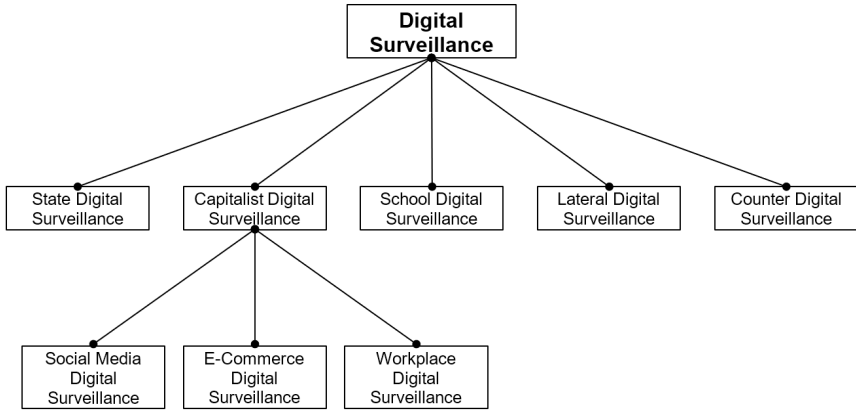 Digital
Surveillance
State Digital
Surveillance
Capitalist Digital
Surveillance
School Digital
Surveillance
Lateral Digital
Surveillance
Counter Digital
Surveillance
Social Media
Digital
Surveillance
E-Commerce
Digital
Surveillance
Workplace
Digital
Surveillance